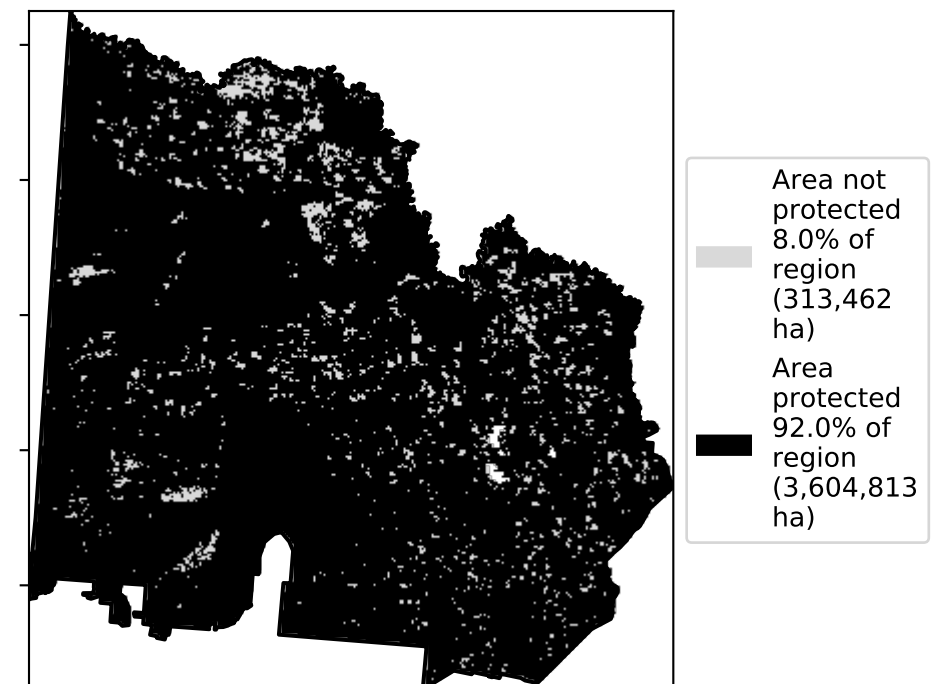 Area not
protected
8.0% of
region
(313,462
ha)
Area
protected
92.0% of
region
(3,604,813
ha)